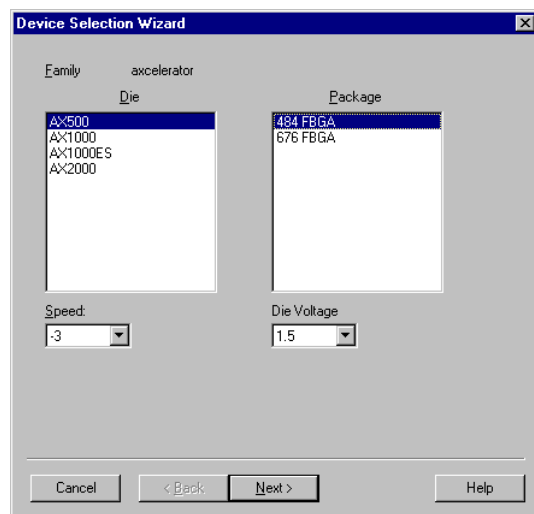 Device Selection Wizard
Family axcelerator
Die Package
AX500 484 FBGA
AX1000 676 FBGA
AX1000ES
AX2000
Speed: Die Voltage
-3 1.5
Cancel < Back Next > Help